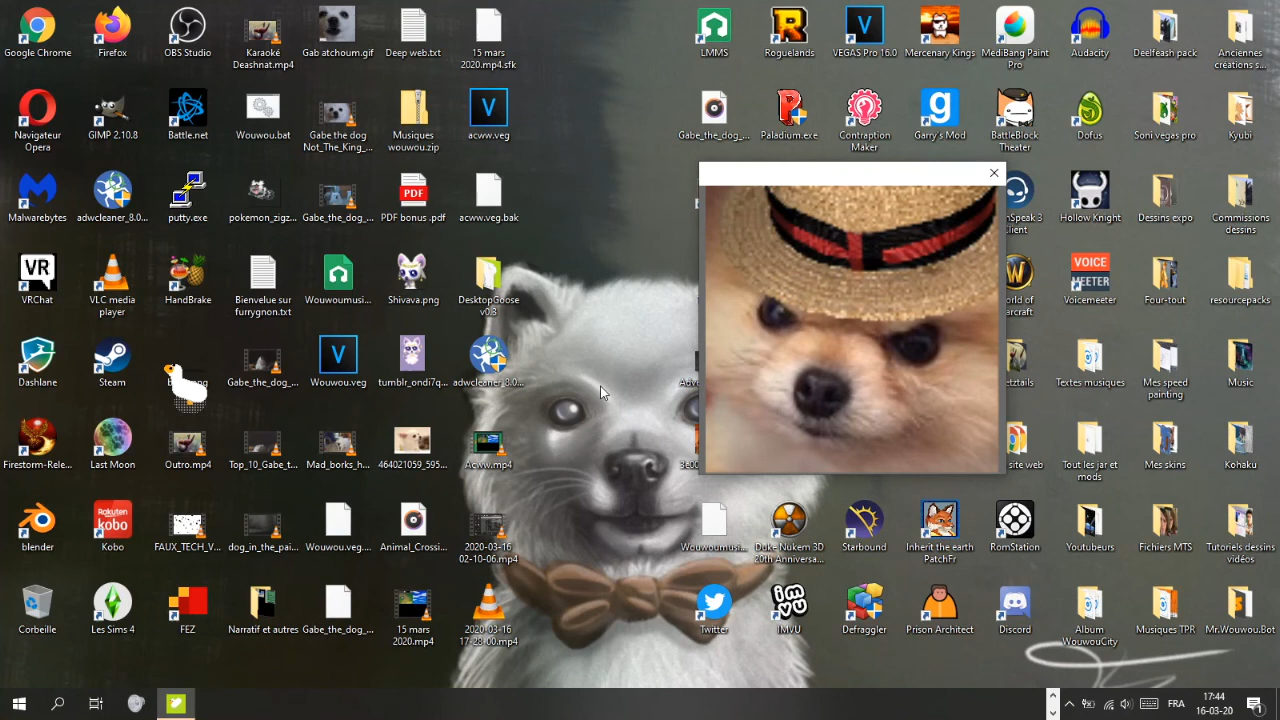 Google Chrome
Firefox
OBS Studio
Karaoké
Deashnat.mp4
Gab atchoum.gif
Deep web.txt
15 mars
2020.mp4.sfk
LMMS
Roguelands
VEGAS Pro 16.0
Mercenary Kings
MediBang Paint
Pro
Audacity
Deelfeash pack
Anciennes
créations s...
Navigateur
Opera
GIMP 2.10.8
Battle.net
Wouwou.bat
Gabe the dog
Not_The_King_...
Musiques
wouwou.zip
acww.veg
Gabe_the_dog_...
Paladium.exe
Contraption
Maker
Garry's Mod
BattleBlock
Theater
Dofus
Soni vegas pro
Kyubi
Malwarebytes
adwcleaner_8.0...
putty.exe
pokemon_zigz...
Gabe_the_dog_...
PDF
PDF bonus .pdf
acww.veg.bak
Hollow Knight
Dessins expo
Commissions
dessins
VR
VRChat
VLC media
player
HandBrake
Bienvelue sur
furrygnon.txt
Wouwoumusi...
Shivava.png
DesktopGoose
v0.3
VOICE
MEETER
Voicemeeter
Four-tout
resourcepacks
Dashlane
Steam
Gabe_the_dog_...
Wouwou.veg
tumblr_ondi7q...
adwcleaner_8.0...
Textes musiques
Mes speed
painting
Music
Firestorm-Rele...
Last Moon
Outro.mp4
Top_10_Gabe_t...
Mad_borks_h...
464021059_595...
Acww.mp4
site web
Tout les jar et
mods
Mes skins
Kohaku
blender
Rakuten
kobo
Kobo
FAUX_TECH_V...
dog_in_the_pai...
Wouwou.veg....
Animal_Crossi...
2020-03-16
02-10-06.mp4
Wouwoumusi...
Duke Nukem 3D
20th Anniversa...
Starbound
Inherit the earth
PatchFr
RomStation
Youtubeurs
Fichiers MTS
Tutoriels dessins
vidéos
Corbeille
Les Sims 4
FEZ
Narratif et autres
Gabe_the_dog_...
15 mars
2020.mp4
2020-03-16
17-28-00.mp4
Twitter
IMVU
Defraggler
Prison Architect
Discord
Album
WouwouCity
Musiques TPR
Mr.Wouwou.Bot
FRA
17:44
16-03-20